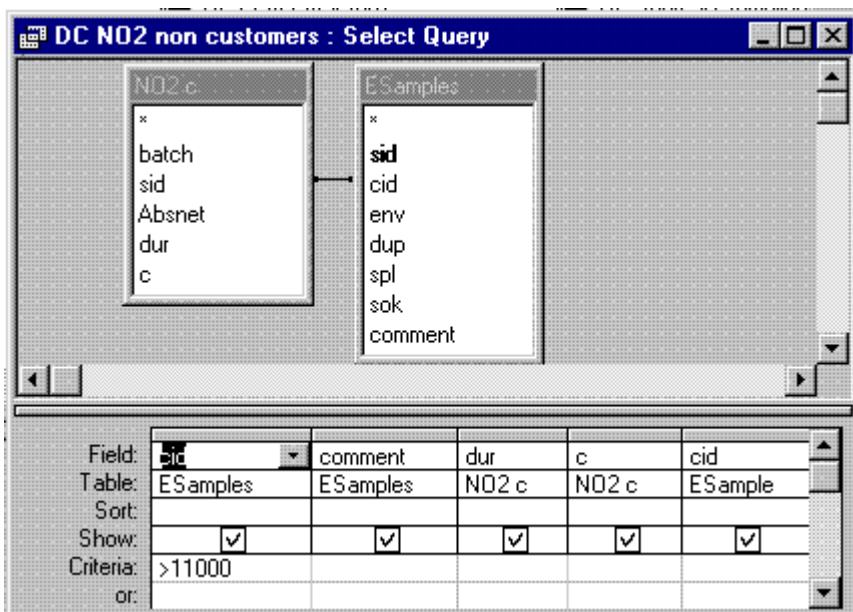 DC NO2 non customers : Select Query
NO2 c
*
batch
sid
Absnet
dur
c
ESamples
*
sid
cid
env
dup
spl
sok
comment
Field: cid comment dur c cid
Table: ESamples ESamples NO2 c NO2 c ESample
Sort:
Show:
Criteria: >11000
or: